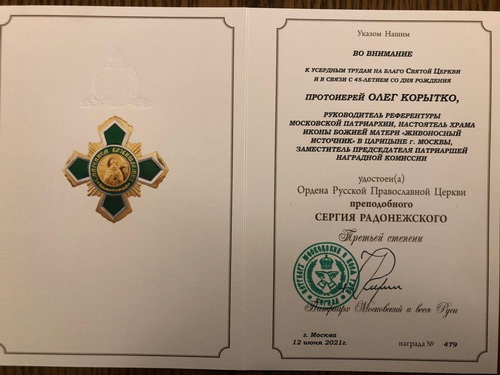 Указом Нашим
ВО ВНИМАНИЕ
К УСЕРДНЫМ ТРУДАМ НА БЛАГО СВЯТОЙ ЦЕРКВИ
И В СВЯЗИ С 45-ЛЕТИЕМ СО ДНЯ РОЖДЕНИЯ
ПРОТОИЕРЕЙ ОЛЕГ КОРЫТКО,
РУКОВОДИТЕЛЬ РЕФЕРЕНТУРЫ
МОСКОВСКОЙ ПАТРИАРХИИ, НАСТОЯТЕЛЬ ХРАМА
ИКОНЫ БОЖИЕЙ МАТЕРИ «ЖИВОНОСНЫЙ
ИСТОЧНИК» В ЦАРИЦЫНЕ г. МОСКВЫ,
ЗАМЕСТИТЕЛЬ ПРЕДСЕДАТЕЛЯ ПАТРИАРШЕЙ
НАГРАДНОЙ КОМИССИИ
удостоен(а)
Ордена Русской Православной Церкви
преподобного
СЕРГИЯ РАДОНЕЖСКОГО
Третьей степени
Патриарх Московский и всея Руси
г. Москва
12 июня 2021г.
награда № 479